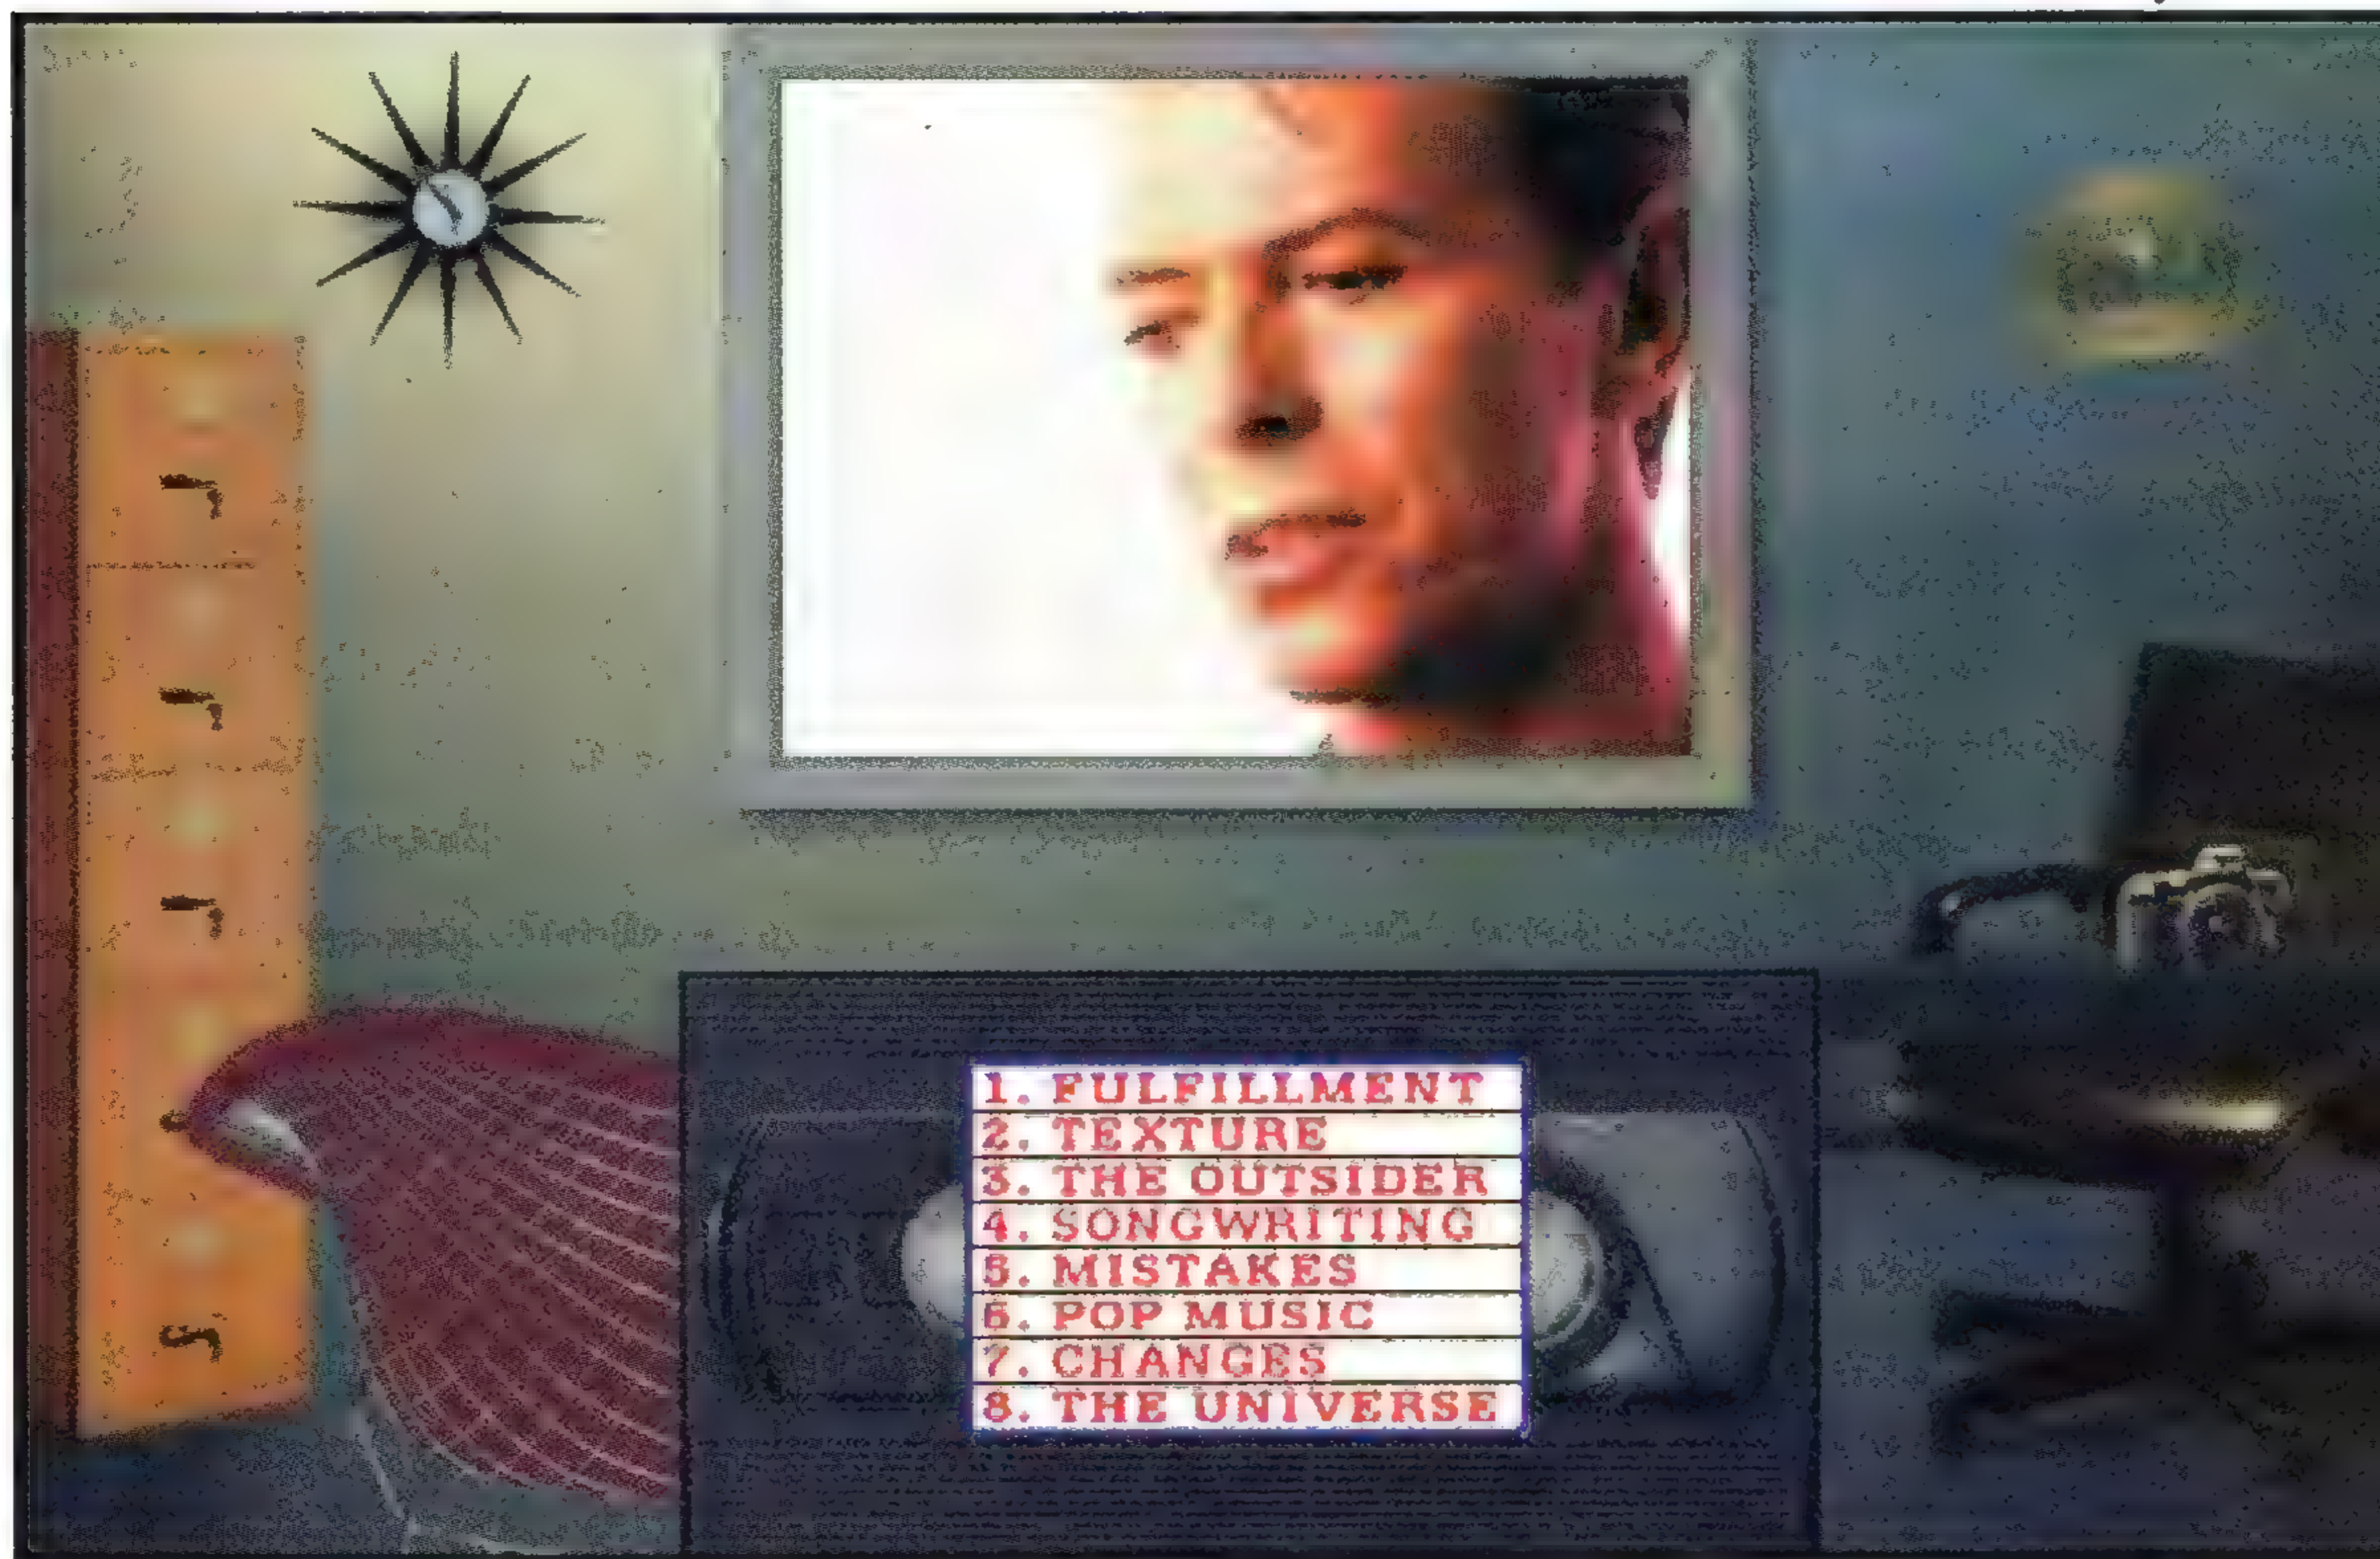 1. FULFILLMENT
2. TEXTURE
3. THE OUTSIDER
4. SONGWRITING
5. MISTAKES
6. POP MUSIC
7. CHANGES
8. THE UNIVERSE